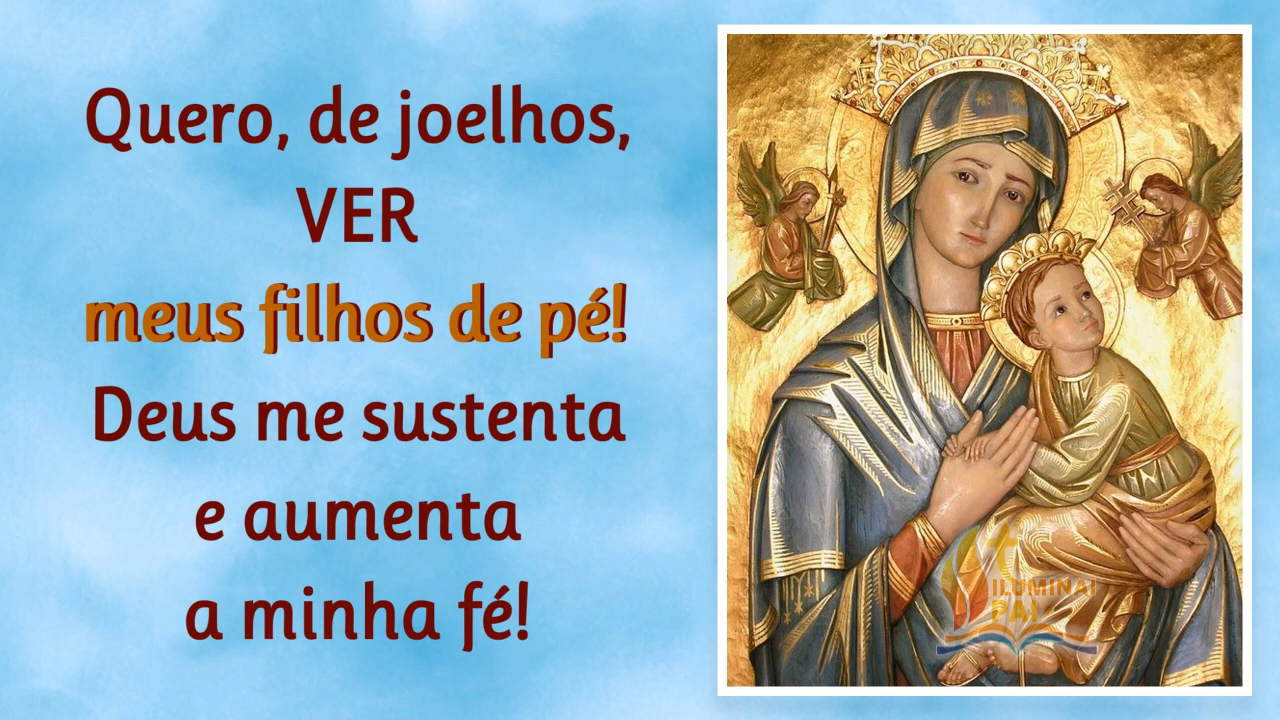 Quero, de joelhos,
VER
meus filhos de pé!
Deus me sustenta
e aumenta
a minha fé!
ILUMINAI
PAI